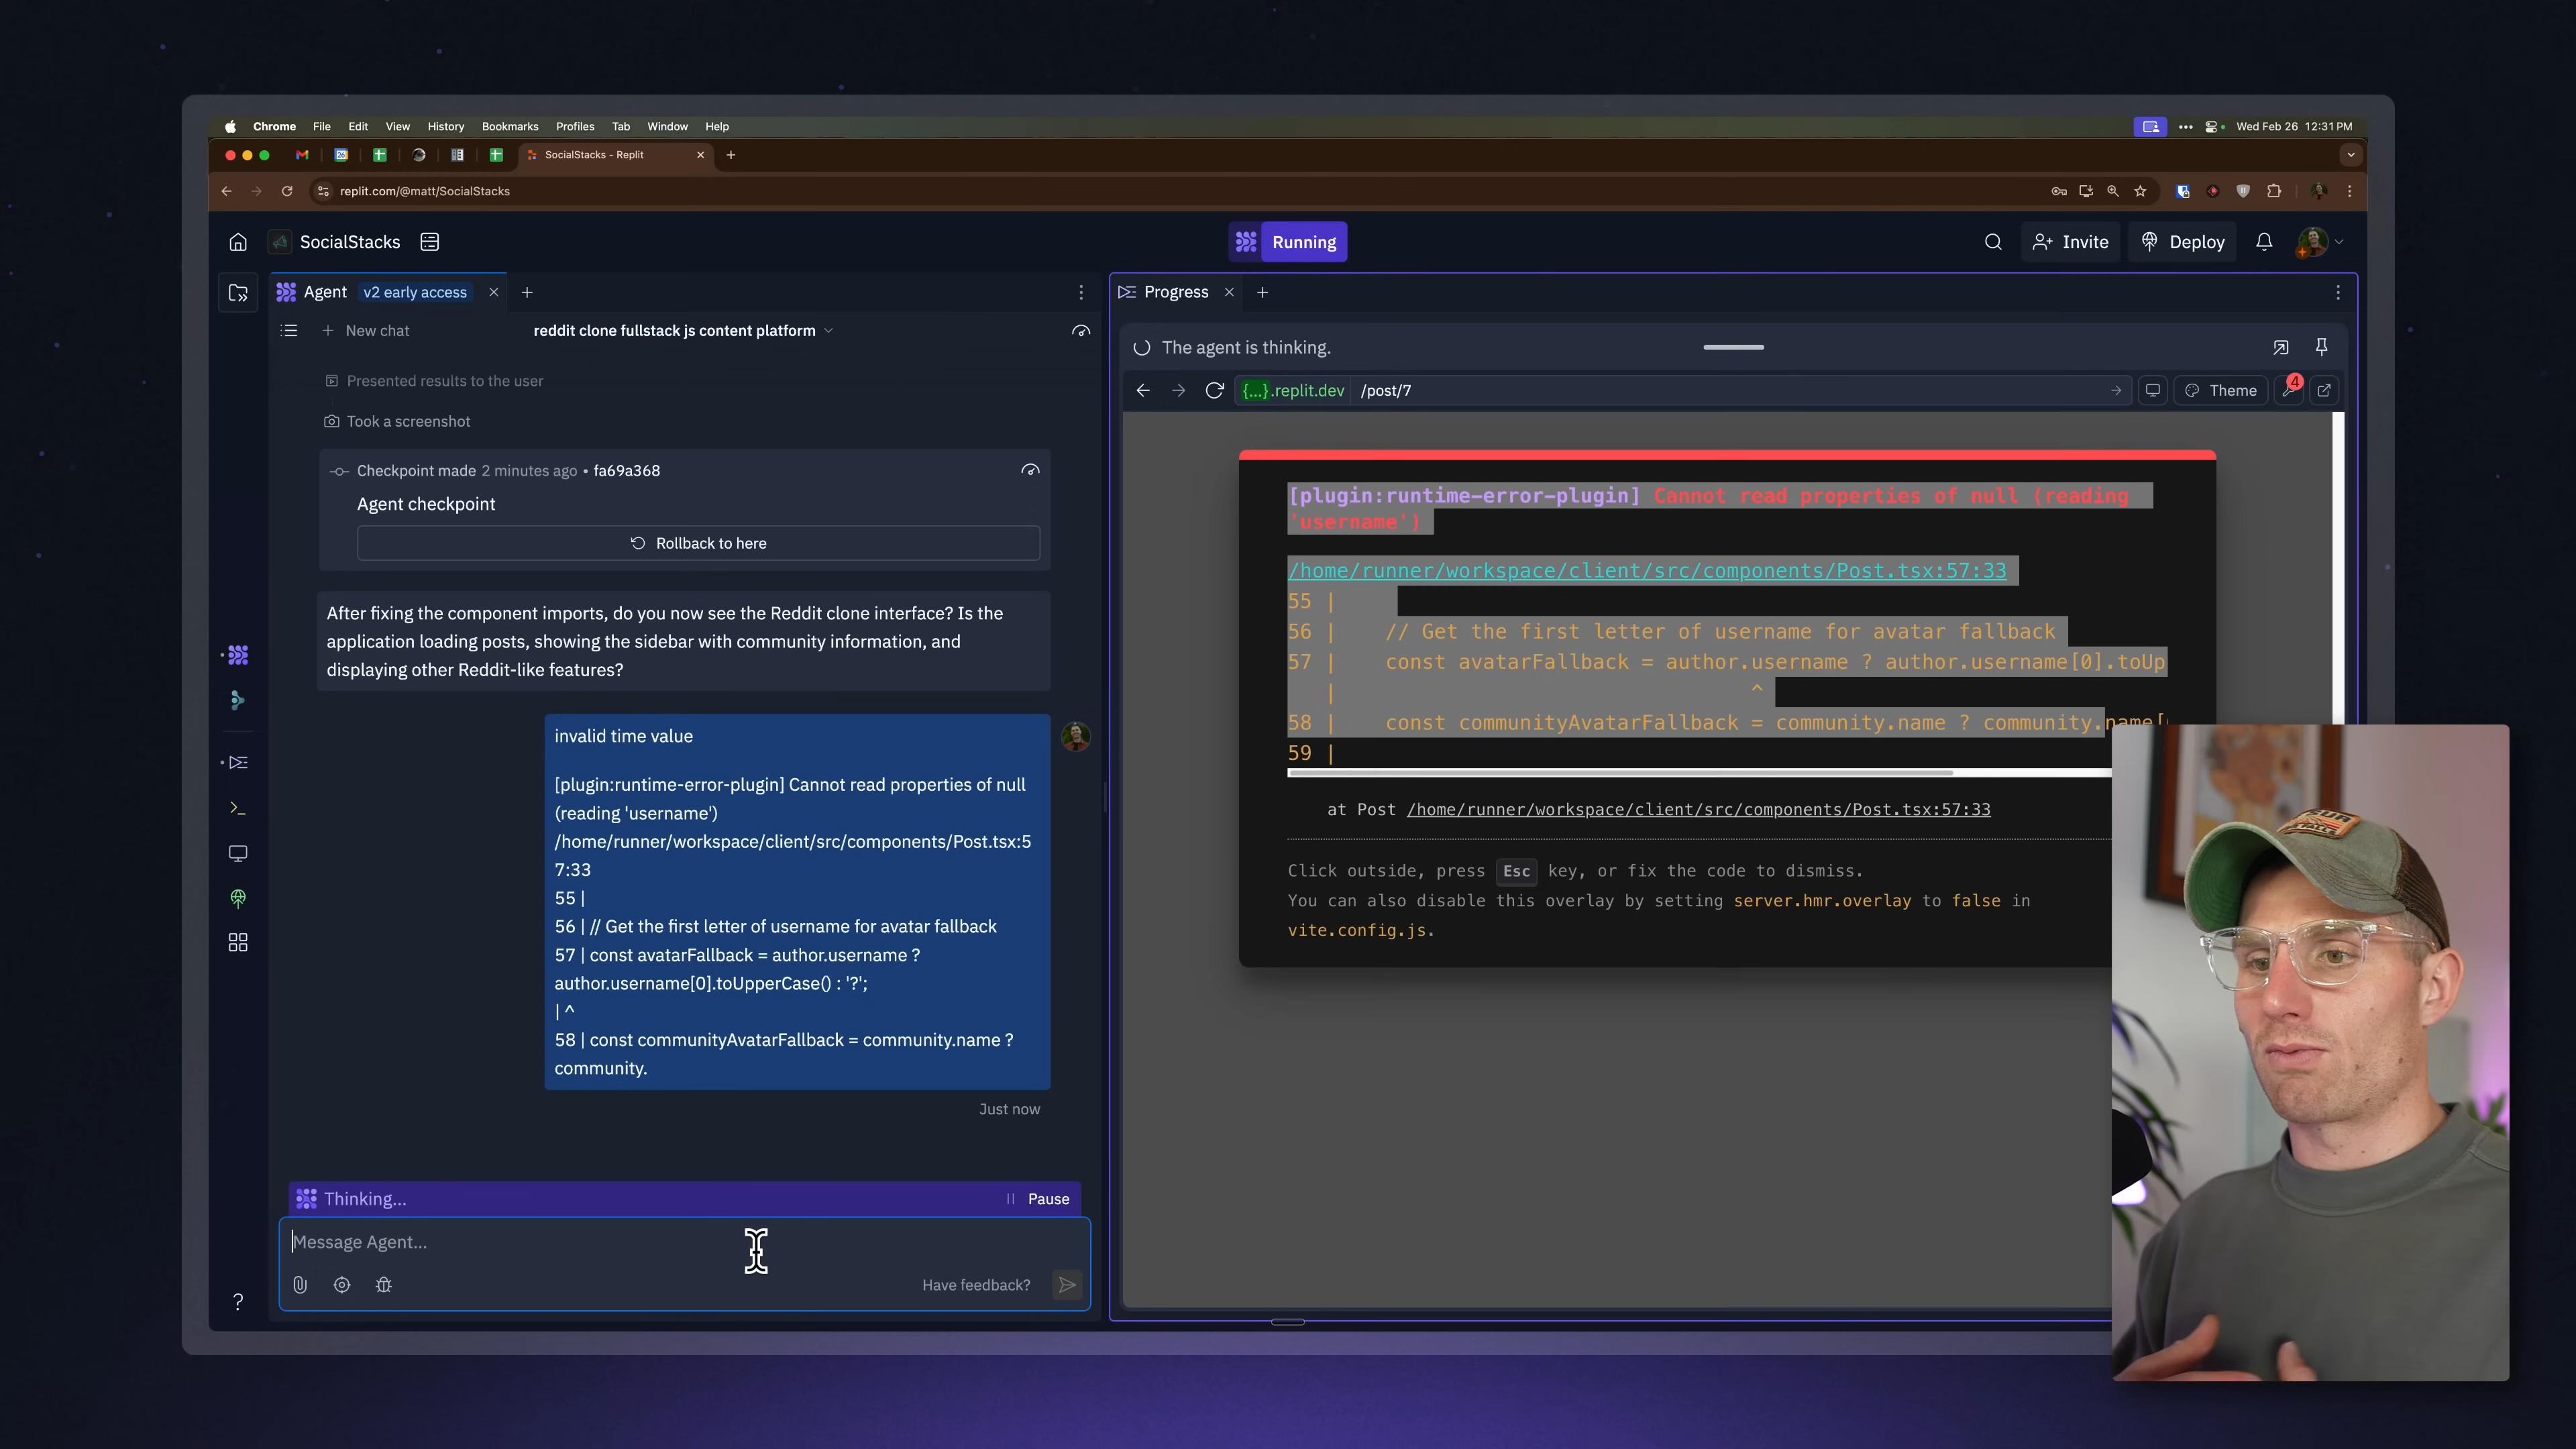 Chrome File Edit View History Bookmarks Profiles Tab Window Help
Wed Feb 26 12:31 PM
SocialStacks - Replit
replit.com/@matt/SocialStacks
SocialStacks
Running
Invite
Deploy
Agent
v2 early access
New chat
reddit clone fullstack js content platform
Presented results to the user
Took a screenshot
Checkpoint made 2 minutes ago • fa69a368
Agent checkpoint
Rollback to here
After fixing the component imports, do you now see the Reddit clone interface? Is the
application loading posts, showing the sidebar with community information, and
displaying other Reddit-like features?
invalid time value
[plugin:runtime-error-plugin] Cannot read properties of null
(reading 'username')
/home/runner/workspace/client/src/components/Post.tsx:5
7:33
55 |
56 | // Get the first letter of username for avatar fallback
57 | const avatarFallback = author.username ?
author.username[0].toUpperCase() : '?';
| ^
58 | const communityAvatarFallback = community.name ?
community.
Just now
Thinking...
Pause
Message Agent...
Have feedback?
?
Progress
The agent is thinking.
{...}.replit.dev
/post/7
Theme
4
[plugin:runtime-error-plugin] Cannot read properties of null (reading
'username')
/home/runner/workspace/client/src/components/Post.tsx:57:33
55 |
56 | // Get the first letter of username for avatar fallback
57 | const avatarFallback = author.username ? author.username[0].toUp
| ^
58 | const communityAvatarFallback = community.name ? community.name[
59 |
at Post /home/runner/workspace/client/src/components/Post.tsx:57:33
Click outside, press Esc key, or fix the code to dismiss.
You can also disable this overlay by setting server.hmr.overlay to false in
vite.config.js.